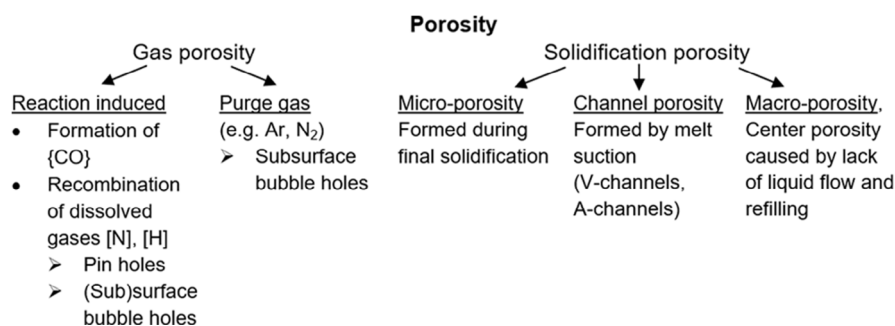 Porosity
Gas porosity
Solidification porosity
Reaction induced
• Formation of
{CO}
• Recombination
of dissolved
gases [N], [H]
➢ Pin holes
➢ (Sub)surface
bubble holes
Purge gas
(e.g. Ar, N₂)
➢ Subsurface
bubble holes
Micro-porosity
Formed during
final solidification
Channel porosity
Formed by melt
suction
(V-channels,
A-channels)
Macro-porosity,
Center porosity
caused by lack
of liquid flow and
refilling